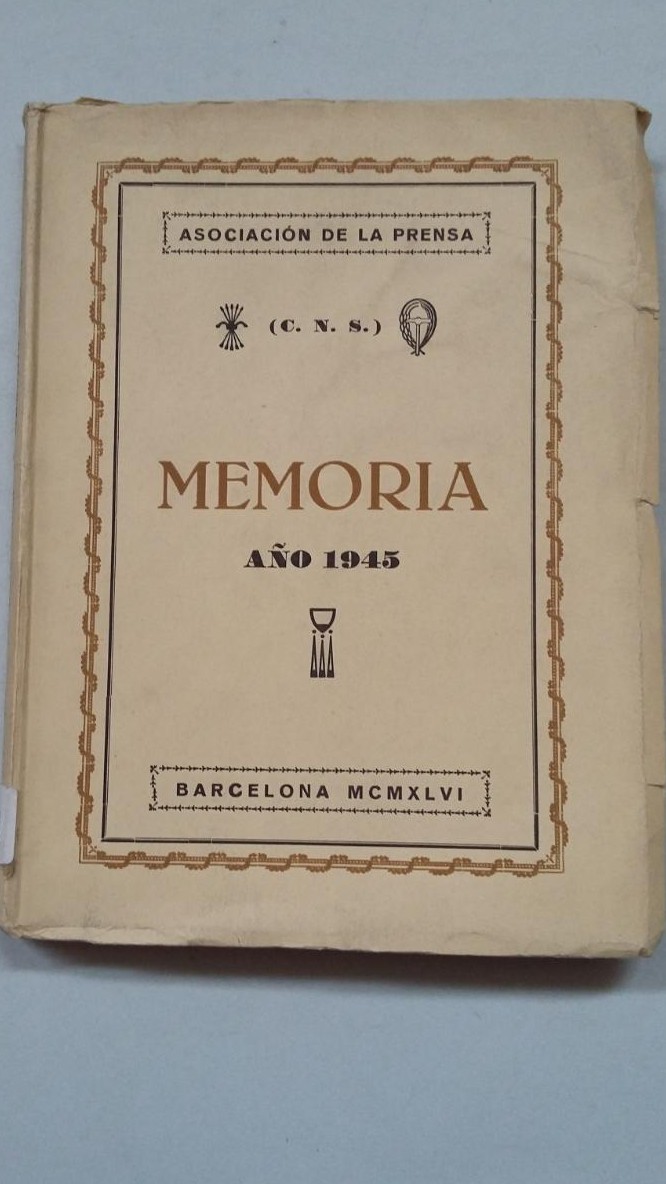 ASOCIACIÓN DE LA PRENSA
(C. N. S.)
MEMORIA
AÑO 1945
BARCELONA MCMXLVI